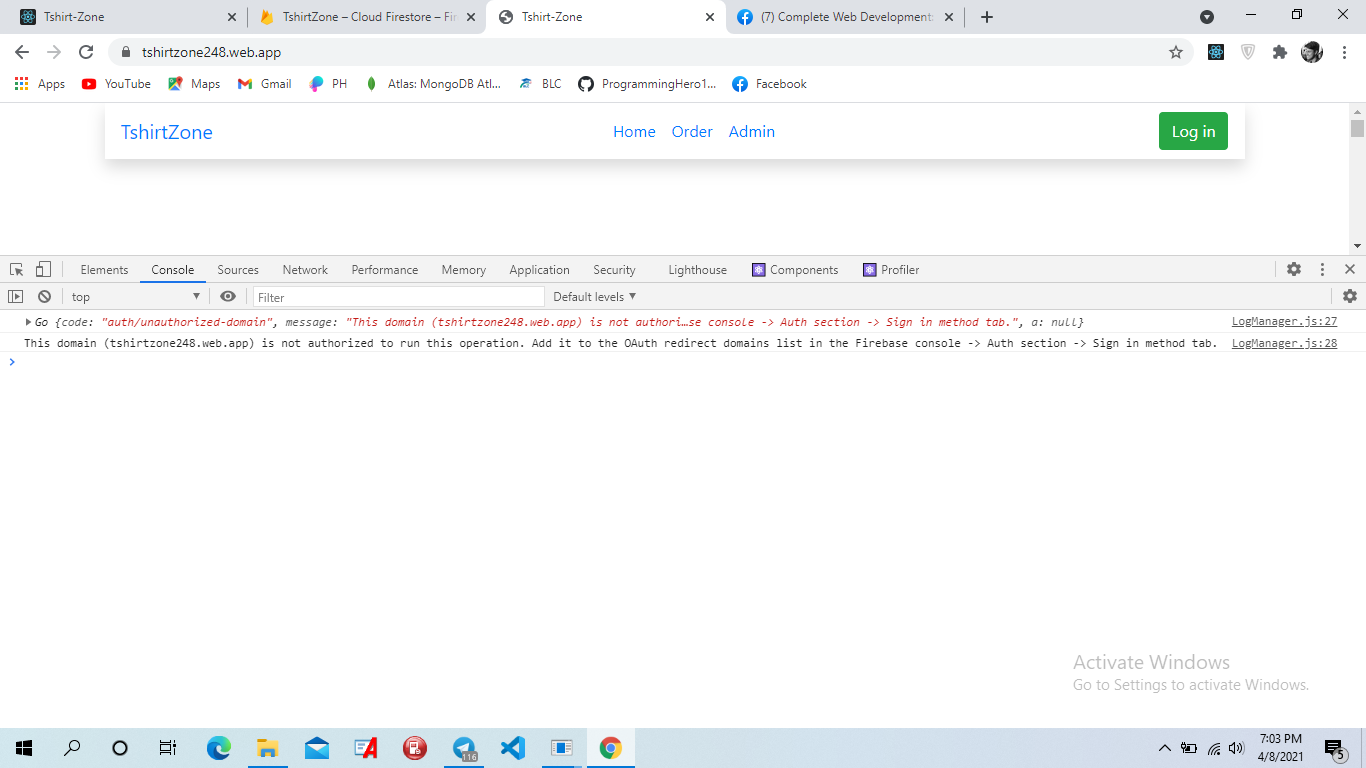 Tshirt-Zone
TshirtZone – Cloud Firestore – Fir
Tshirt-Zone
(7) Complete Web Development
tshirtzone248.web.app
Apps YouTube Maps Gmail PH Atlas: MongoDB Atl... BLC ProgrammingHero1... Facebook
TshirtZone Home Order Admin Log in
Elements Console Sources Network Performance Memory Application Security Lighthouse Components Profiler
top Filter Default levels
Go {code: "auth/unauthorized-domain", message: "This domain (tshirtzone248.web.app) is not authori…se console -> Auth section -> Sign in method tab.", a: null} LogManager.js:27
This domain (tshirtzone248.web.app) is not authorized to run this operation. Add it to the OAuth redirect domains list in the Firebase console -> Auth section -> Sign in method tab. LogManager.js:28
Activate Windows
Go to Settings to activate Windows.
116
7:03 PM
4/8/2021
5